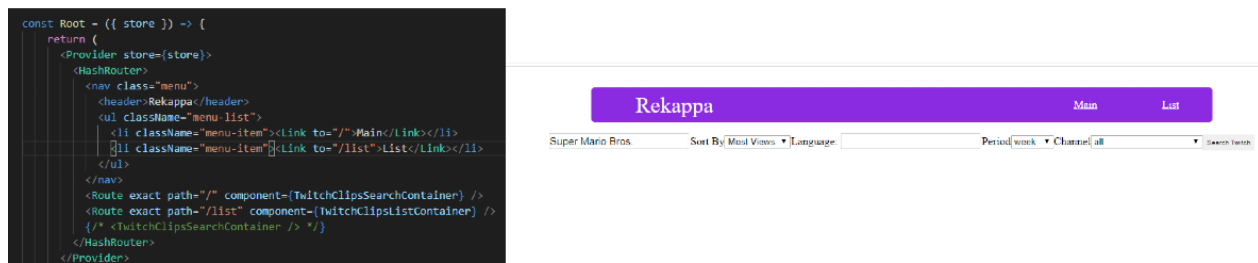 const Root = ({ store }) => {
return (
<Provider store={store}>
<HashRouter>
<nav class="menu">
<header>Rekappa</header>
<ul className="menu-list">
<li className="menu-item"><Link to="/">Main</Link></li>
<li className="menu-item"><Link to="/list">List</Link></li>
</ul>
</nav>
<Route exact path="/" component={TwitchClipsSearchContainer} />
<Route exact path="/list" component={TwitchClipsListContainer} />
{/* <TwitchClipsSearchContainer /> */}
</HashRouter>
</Provider>
Rekappa Main List
Super Mario Bros. Sort By Most Views Language: Period week Channel all Search Twitch